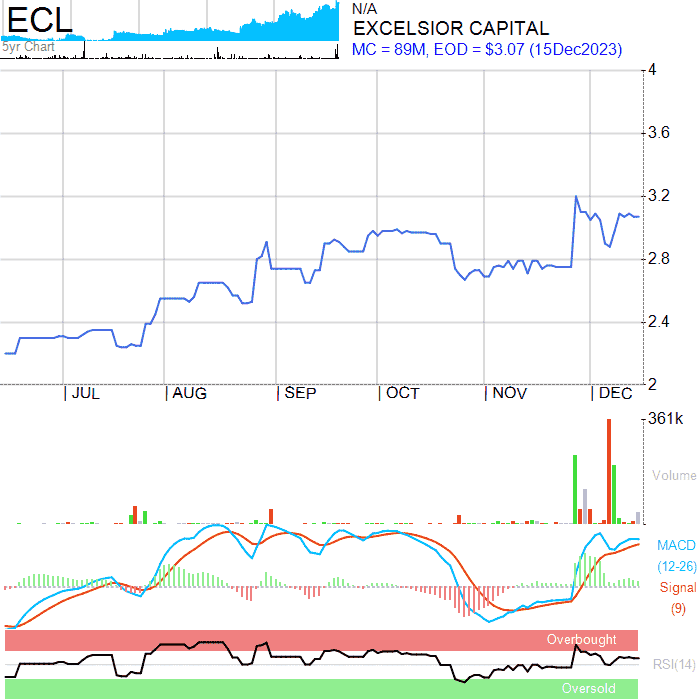 ECL
5yr Chart
N/A
EXCELSIOR CAPITAL
MC = 89M, EOD = $3.07 (15Dec2023)
4
3.6
3.2
2.8
2.4
2
JUL AUG SEP OCT NOV DEC
361k
Volume
MACD
(12-26)
Signal
(9)
Overbought
RSI(14)
Oversold